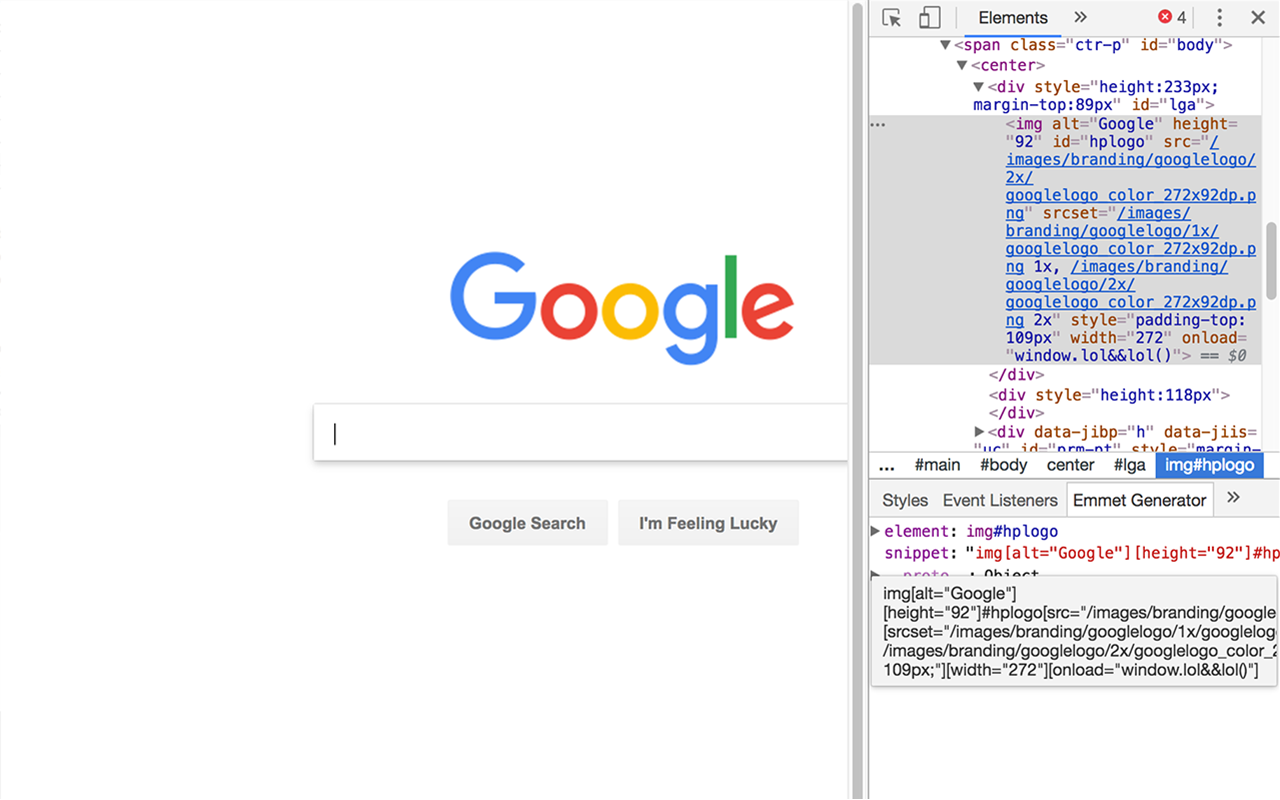 Google
Google Search
I'm Feeling Lucky
Elements
4
<span class="ctr-p" id="body">
<center>
<div style="height:233px;
margin-top:89px" id="lga">
<img alt="Google" height=
"92" id="hplogo" src="/
images/branding/googlelogo/
2x/
googlelogo_color_272x92dp.p
ng" srcset="/images/
branding/googlelogo/1x/
googlelogo_color_272x92dp.p
ng 1x, /images/branding/
googlelogo/2x/
googlelogo_color_272x92dp.p
ng 2x" style="padding-top:
109px" width="272" onload=
"window.lol&&lol()"> == $0
</div>
<div style="height:118px">
</div>
<div data-jibp="h" data-jiis=
"uc" id="prm-pt" style="margin-
... #main #body center #lga img#hplogo
Styles Event Listeners Emmet Generator
element: img#hplogo
snippet: "img[alt="Google"][height="92"]#hp
__proto__: Object
img[alt="Google"]
[height="92"]#hplogo[src="/images/branding/google
[srcset="/images/branding/googlelogo/1x/googlelog
/images/branding/googlelogo/2x/googlelogo_color_2
109px;"][width="272"][onload="window.lol&&lol()"]